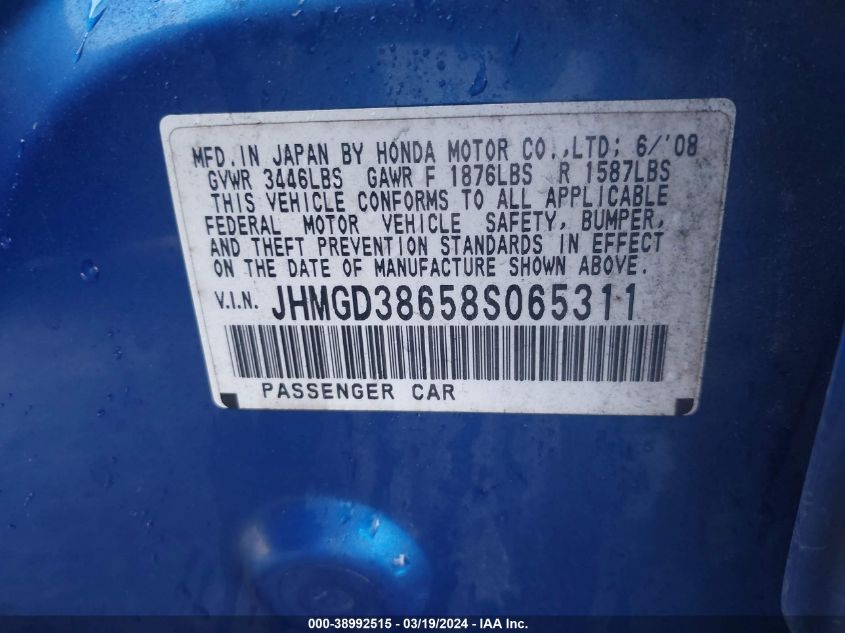 MFD. IN JAPAN BY HONDA MOTOR CO.,LTD; 6/'08
GVWR 3446LBS GAWR F 1876LBS R 1587LBS
THIS VEHICLE CONFORMS TO ALL APPLICABLE
FEDERAL MOTOR VEHICLE SAFETY, BUMPER,
AND THEFT PREVENTION STANDARDS IN EFFECT
ON THE DATE OF MANUFACTURE SHOWN ABOVE.
V.I.N. JHMGD38658S065311
PASSENGER CAR
000-38992515 - 03/19/2024 - IAA Inc.